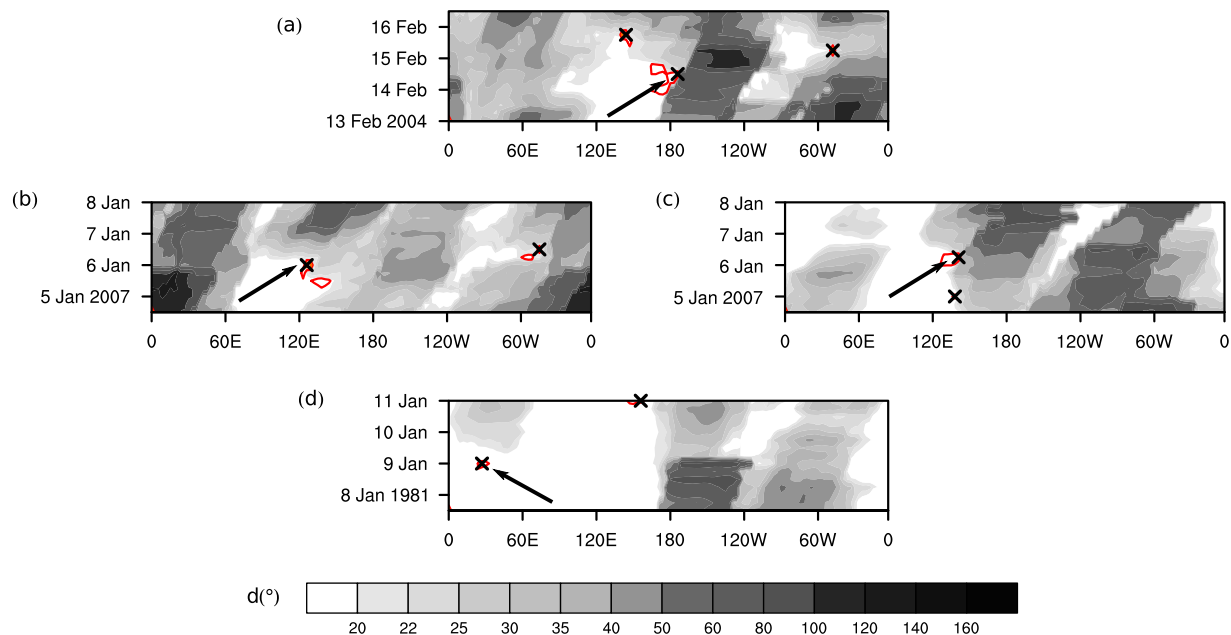 (a)
16 Feb
15 Feb
14 Feb
13 Feb 2004
0 60E 120E 180 120W 60W 0
(b)
8 Jan
7 Jan
6 Jan
5 Jan 2007
0 60E 120E 180 120W 60W 0
(c)
8 Jan
7 Jan
6 Jan
5 Jan 2007
0 60E 120E 180 120W 60W 0
(d)
11 Jan
10 Jan
9 Jan
8 Jan 1981
0 60E 120E 180 120W 60W 0
d(°)
20 22 25 30 35 40 50 60 80 100 120 140 160